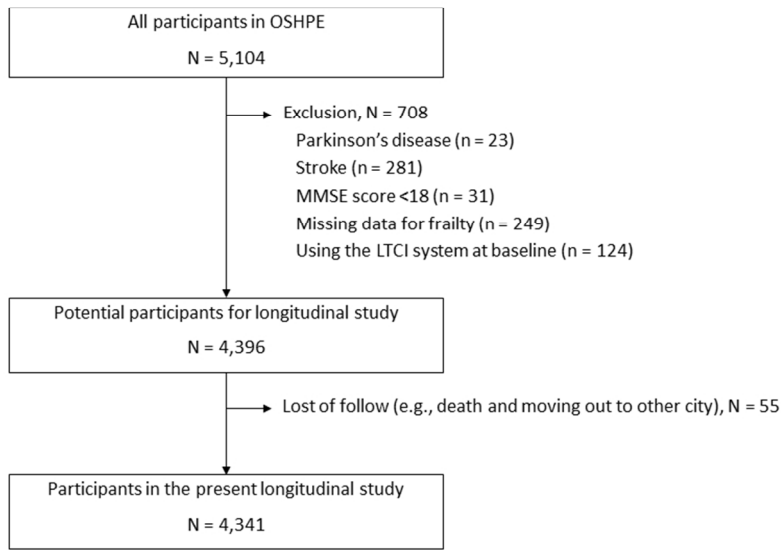 All participants in OSHPE
N = 5,104
Exclusion, N = 708
Parkinson's disease (n = 23)
Stroke (n = 281)
MMSE score <18 (n = 31)
Missing data for frailty (n = 249)
Using the LTCI system at baseline (n = 124)
Potential participants for longitudinal study
N = 4,396
Lost of follow (e.g., death and moving out to other city), N = 55
Participants in the present longitudinal study
N = 4,341